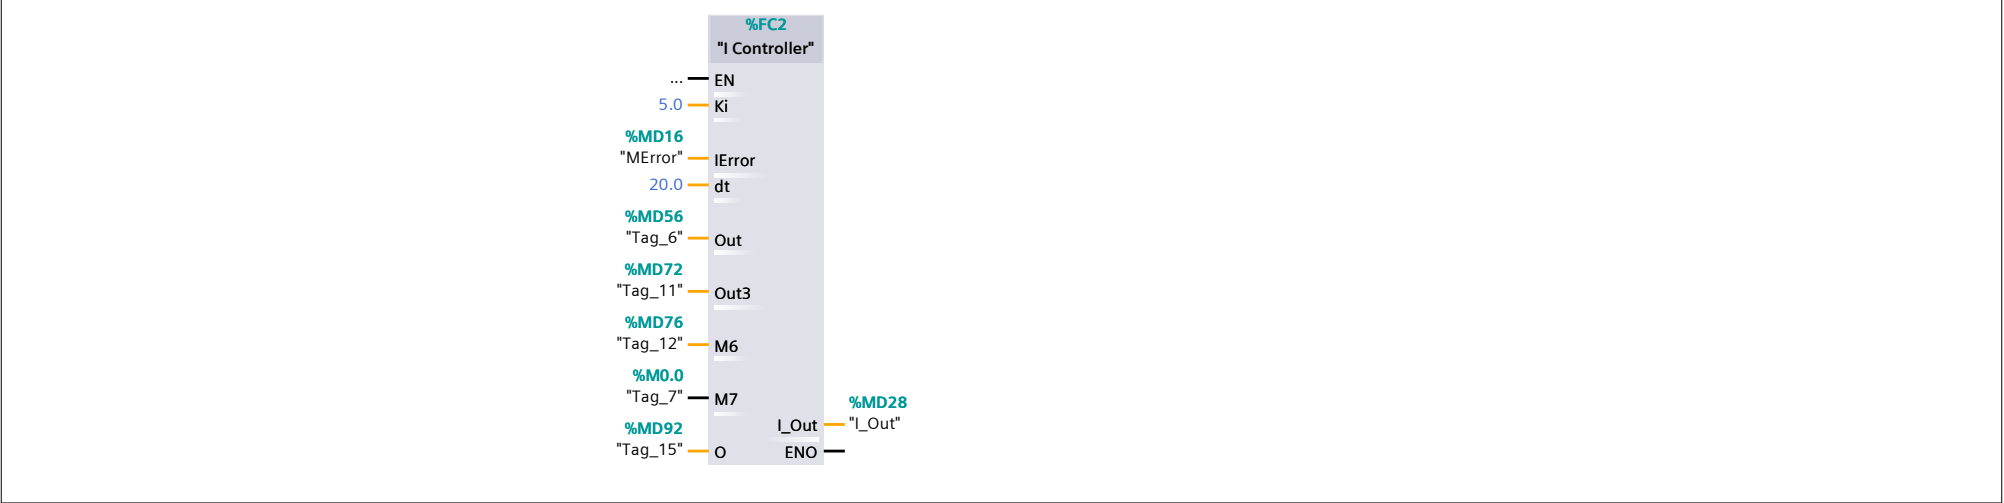 %FC2
"I Controller"
... EN
5.0 Ki
%MD16
"MError" IError
20.0 dt
%MD56
"Tag_6" Out
%MD72
"Tag_11" Out3
%MD76
"Tag_12" M6
%M0.0
"Tag_7" M7
%MD28
I_Out "I_Out"
%MD92
"Tag_15" O ENO